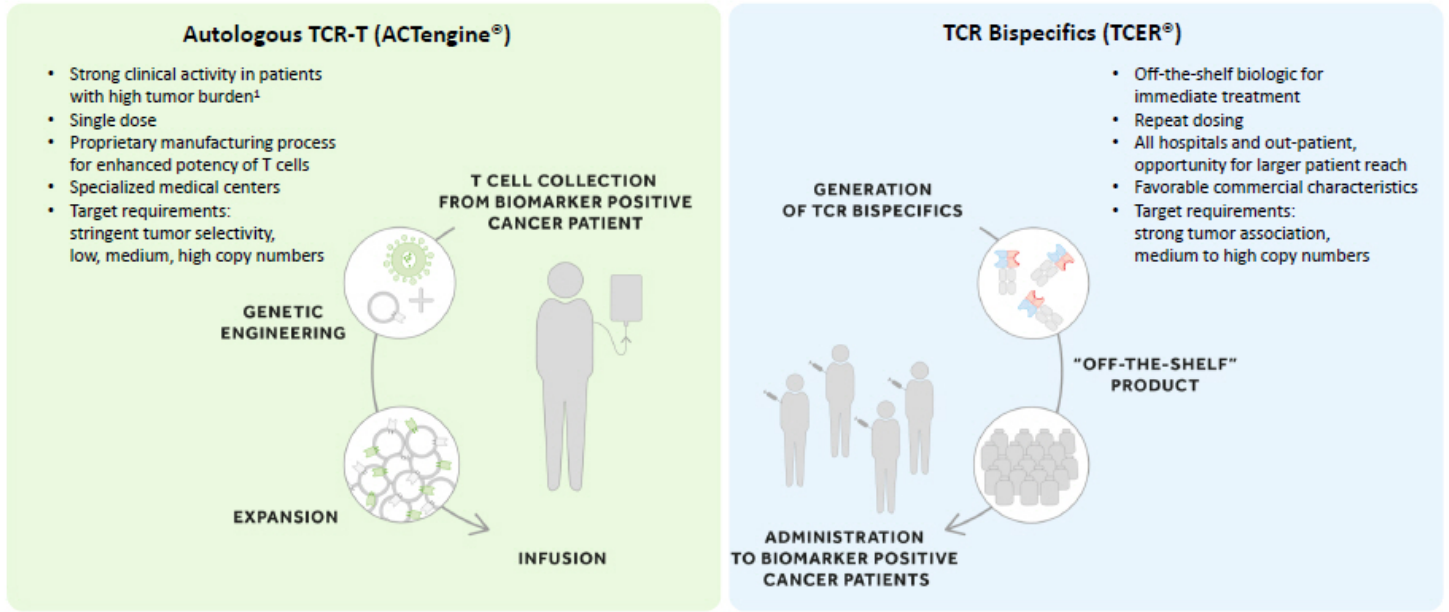 Autologous TCR-T (ACTengine®)
• Strong clinical activity in patients
with high tumor burden¹
• Single dose
• Proprietary manufacturing process
for enhanced potency of T cells
• Specialized medical centers
• Target requirements:
stringent tumor selectivity,
low, medium, high copy numbers
T CELL COLLECTION
FROM BIOMARKER POSITIVE
CANCER PATIENT
GENETIC
ENGINEERING
EXPANSION
INFUSION
TCR Bispecifics (TCER®)
• Off-the-shelf biologic for
immediate treatment
• Repeat dosing
• All hospitals and out-patient,
opportunity for larger patient reach
• Favorable commercial characteristics
• Target requirements:
strong tumor association,
medium to high copy numbers
GENERATION
OF TCR BISPECIFICS
"OFF-THE-SHELF"
PRODUCT
ADMINISTRATION
TO BIOMARKER POSITIVE
CANCER PATIENTS